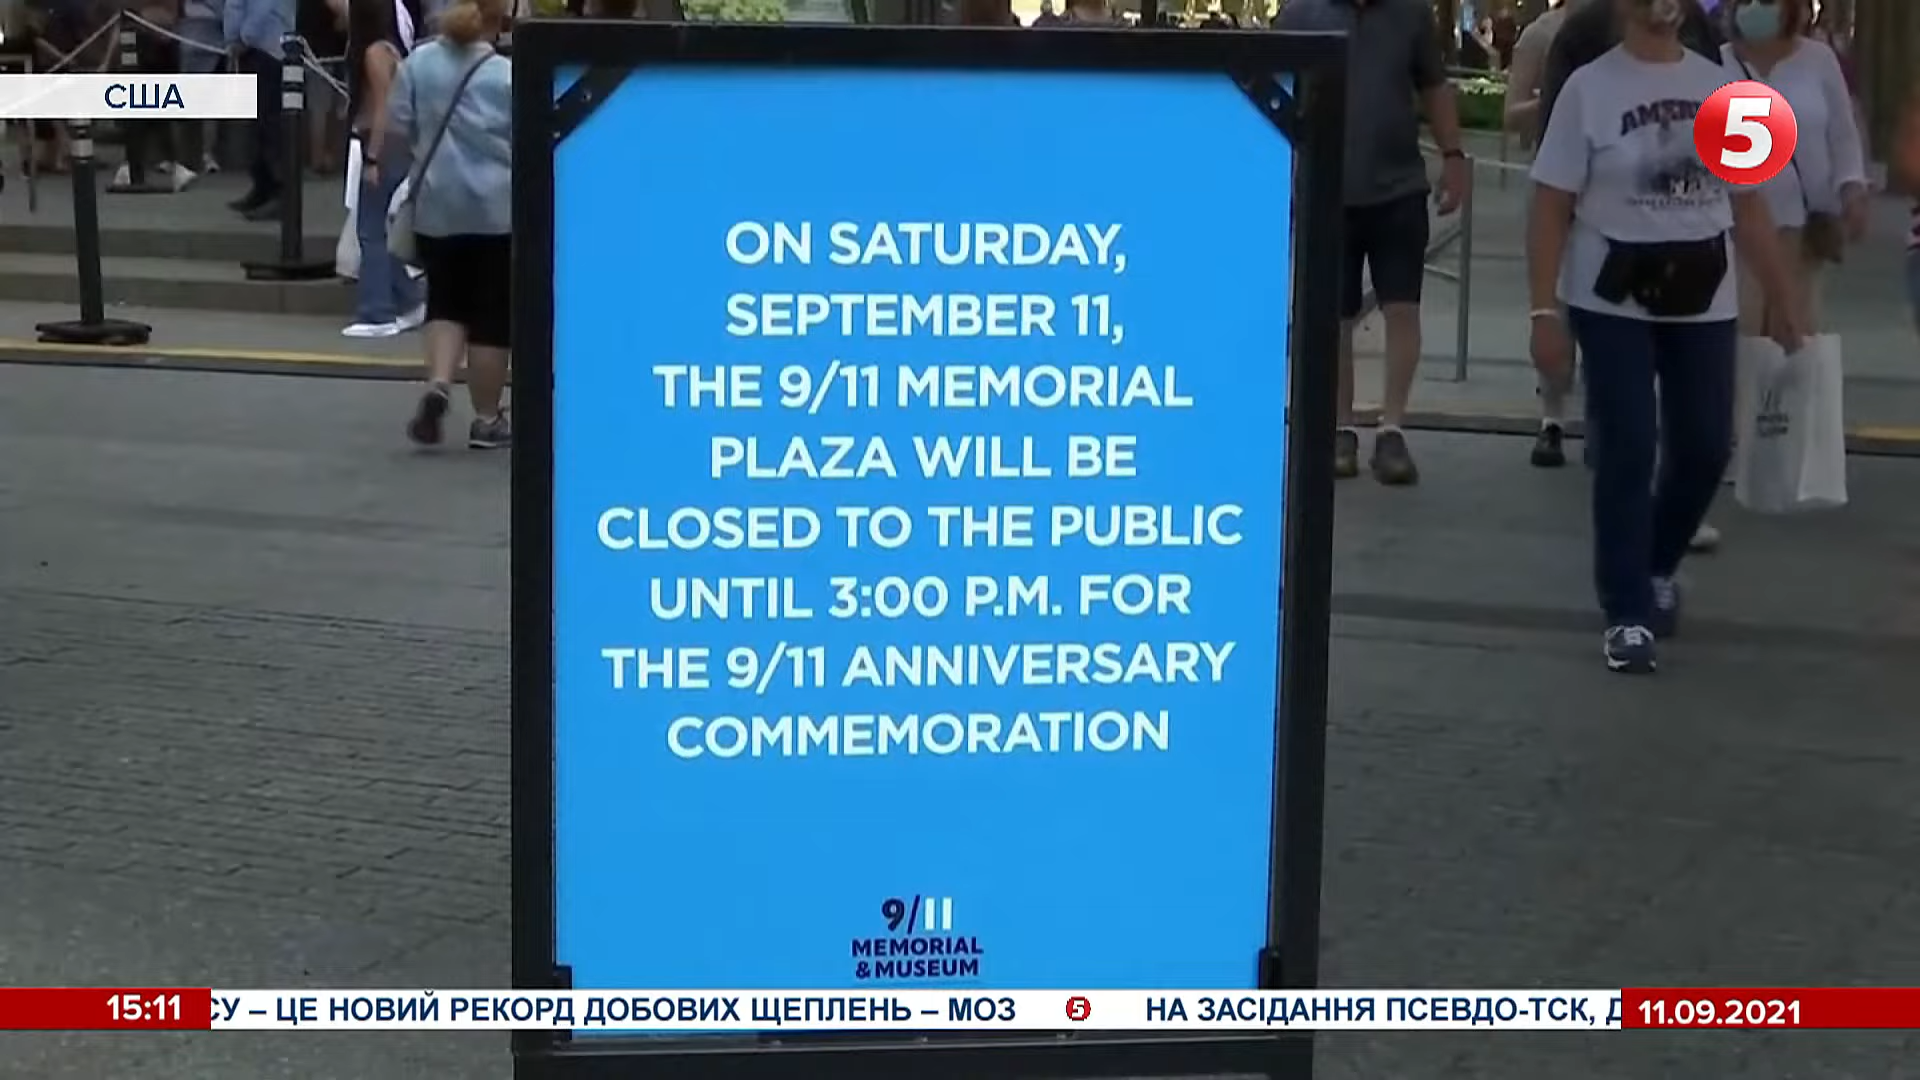 США
5
ON SATURDAY,
SEPTEMBER 11,
THE 9/11 MEMORIAL
PLAZA WILL BE
CLOSED TO THE PUBLIC
UNTIL 3:00 P.M. FOR
THE 9/11 ANNIVERSARY
COMMEMORATION
9/11
MEMORIAL
& MUSEUM
15:11 СУ – ЦЕ НОВИЙ РЕКОРД ДОБОВИХ ЩЕПЛЕНЬ – МОЗ 5 НА ЗАСІДАННЯ ПСЕВДО-ТСК, 11.09.2021